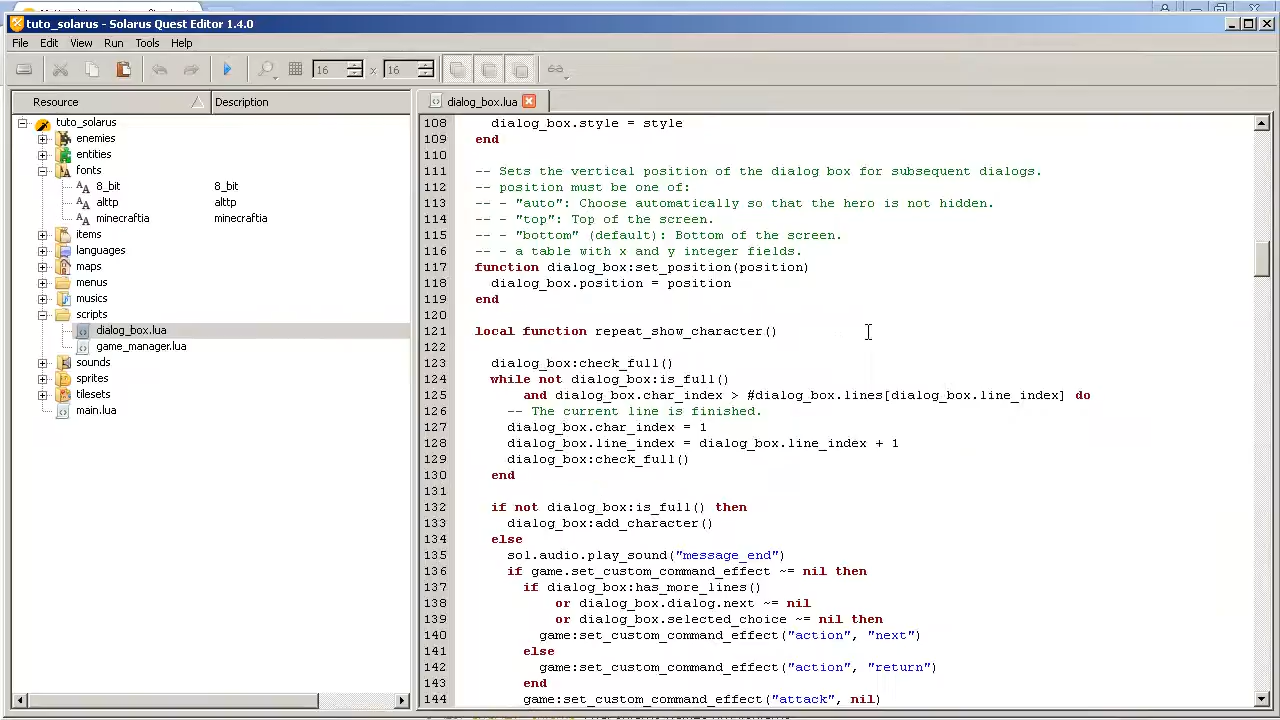 tuto_solarus - Solarus Quest Editor 1.4.0
File Edit View Run Tools Help
16 x 16
Resource Description
tuto_solarus
enemies
entities
fonts
8_bit 8_bit
alttp alttp
minecraftia minecraftia
items
languages
maps
menus
musics
scripts
dialog_box.lua
game_manager.lua
sounds
sprites
tilesets
main.lua
dialog_box.lua
108 dialog_box.style = style
109 end
110
111 -- Sets the vertical position of the dialog box for subsequent dialogs.
112 -- position must be one of:
113 -- - "auto": Choose automatically so that the hero is not hidden.
114 -- - "top": Top of the screen.
115 -- - "bottom" (default): Bottom of the screen.
116 -- - a table with x and y integer fields.
117 function dialog_box:set_position(position)
118 dialog_box.position = position
119 end
120
121 local function repeat_show_character()
122
123 dialog_box:check_full()
124 while not dialog_box:is_full()
125 and dialog_box.char_index > #dialog_box.lines[dialog_box.line_index] do
126 -- The current line is finished.
127 dialog_box.char_index = 1
128 dialog_box.line_index = dialog_box.line_index + 1
129 dialog_box:check_full()
130 end
131
132 if not dialog_box:is_full() then
133 dialog_box:add_character()
134 else
135 sol.audio.play_sound("message_end")
136 if game.set_custom_command_effect ~= nil then
137 if dialog_box:has_more_lines()
138 or dialog_box.dialog.next ~= nil
139 or dialog_box.selected_choice ~= nil then
140 game:set_custom_command_effect("action", "next")
141 else
142 game:set_custom_command_effect("action", "return")
143 end
144 game:set_custom_command_effect("attack", nil)